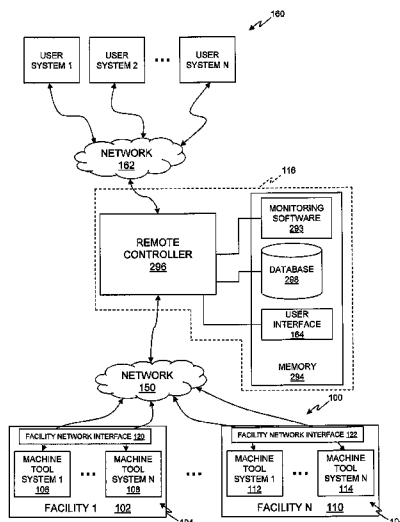 160
USER SYSTEM 1
USER SYSTEM 2
...
USER SYSTEM N
NETWORK
162
116
REMOTE CONTROLLER
296
MONITORING SOFTWARE
293
DATABASE
298
USER INTERFACE
164
MEMORY
294
NETWORK
150
100
FACILITY NETWORK INTERFACE 120
MACHINE TOOL SYSTEM 1
106
...
MACHINE TOOL SYSTEM N
108
FACILITY 1 102
104
FACILITY NETWORK INTERFACE 122
MACHINE TOOL SYSTEM 1
112
...
MACHINE TOOL SYSTEM N
114
FACILITY N 110